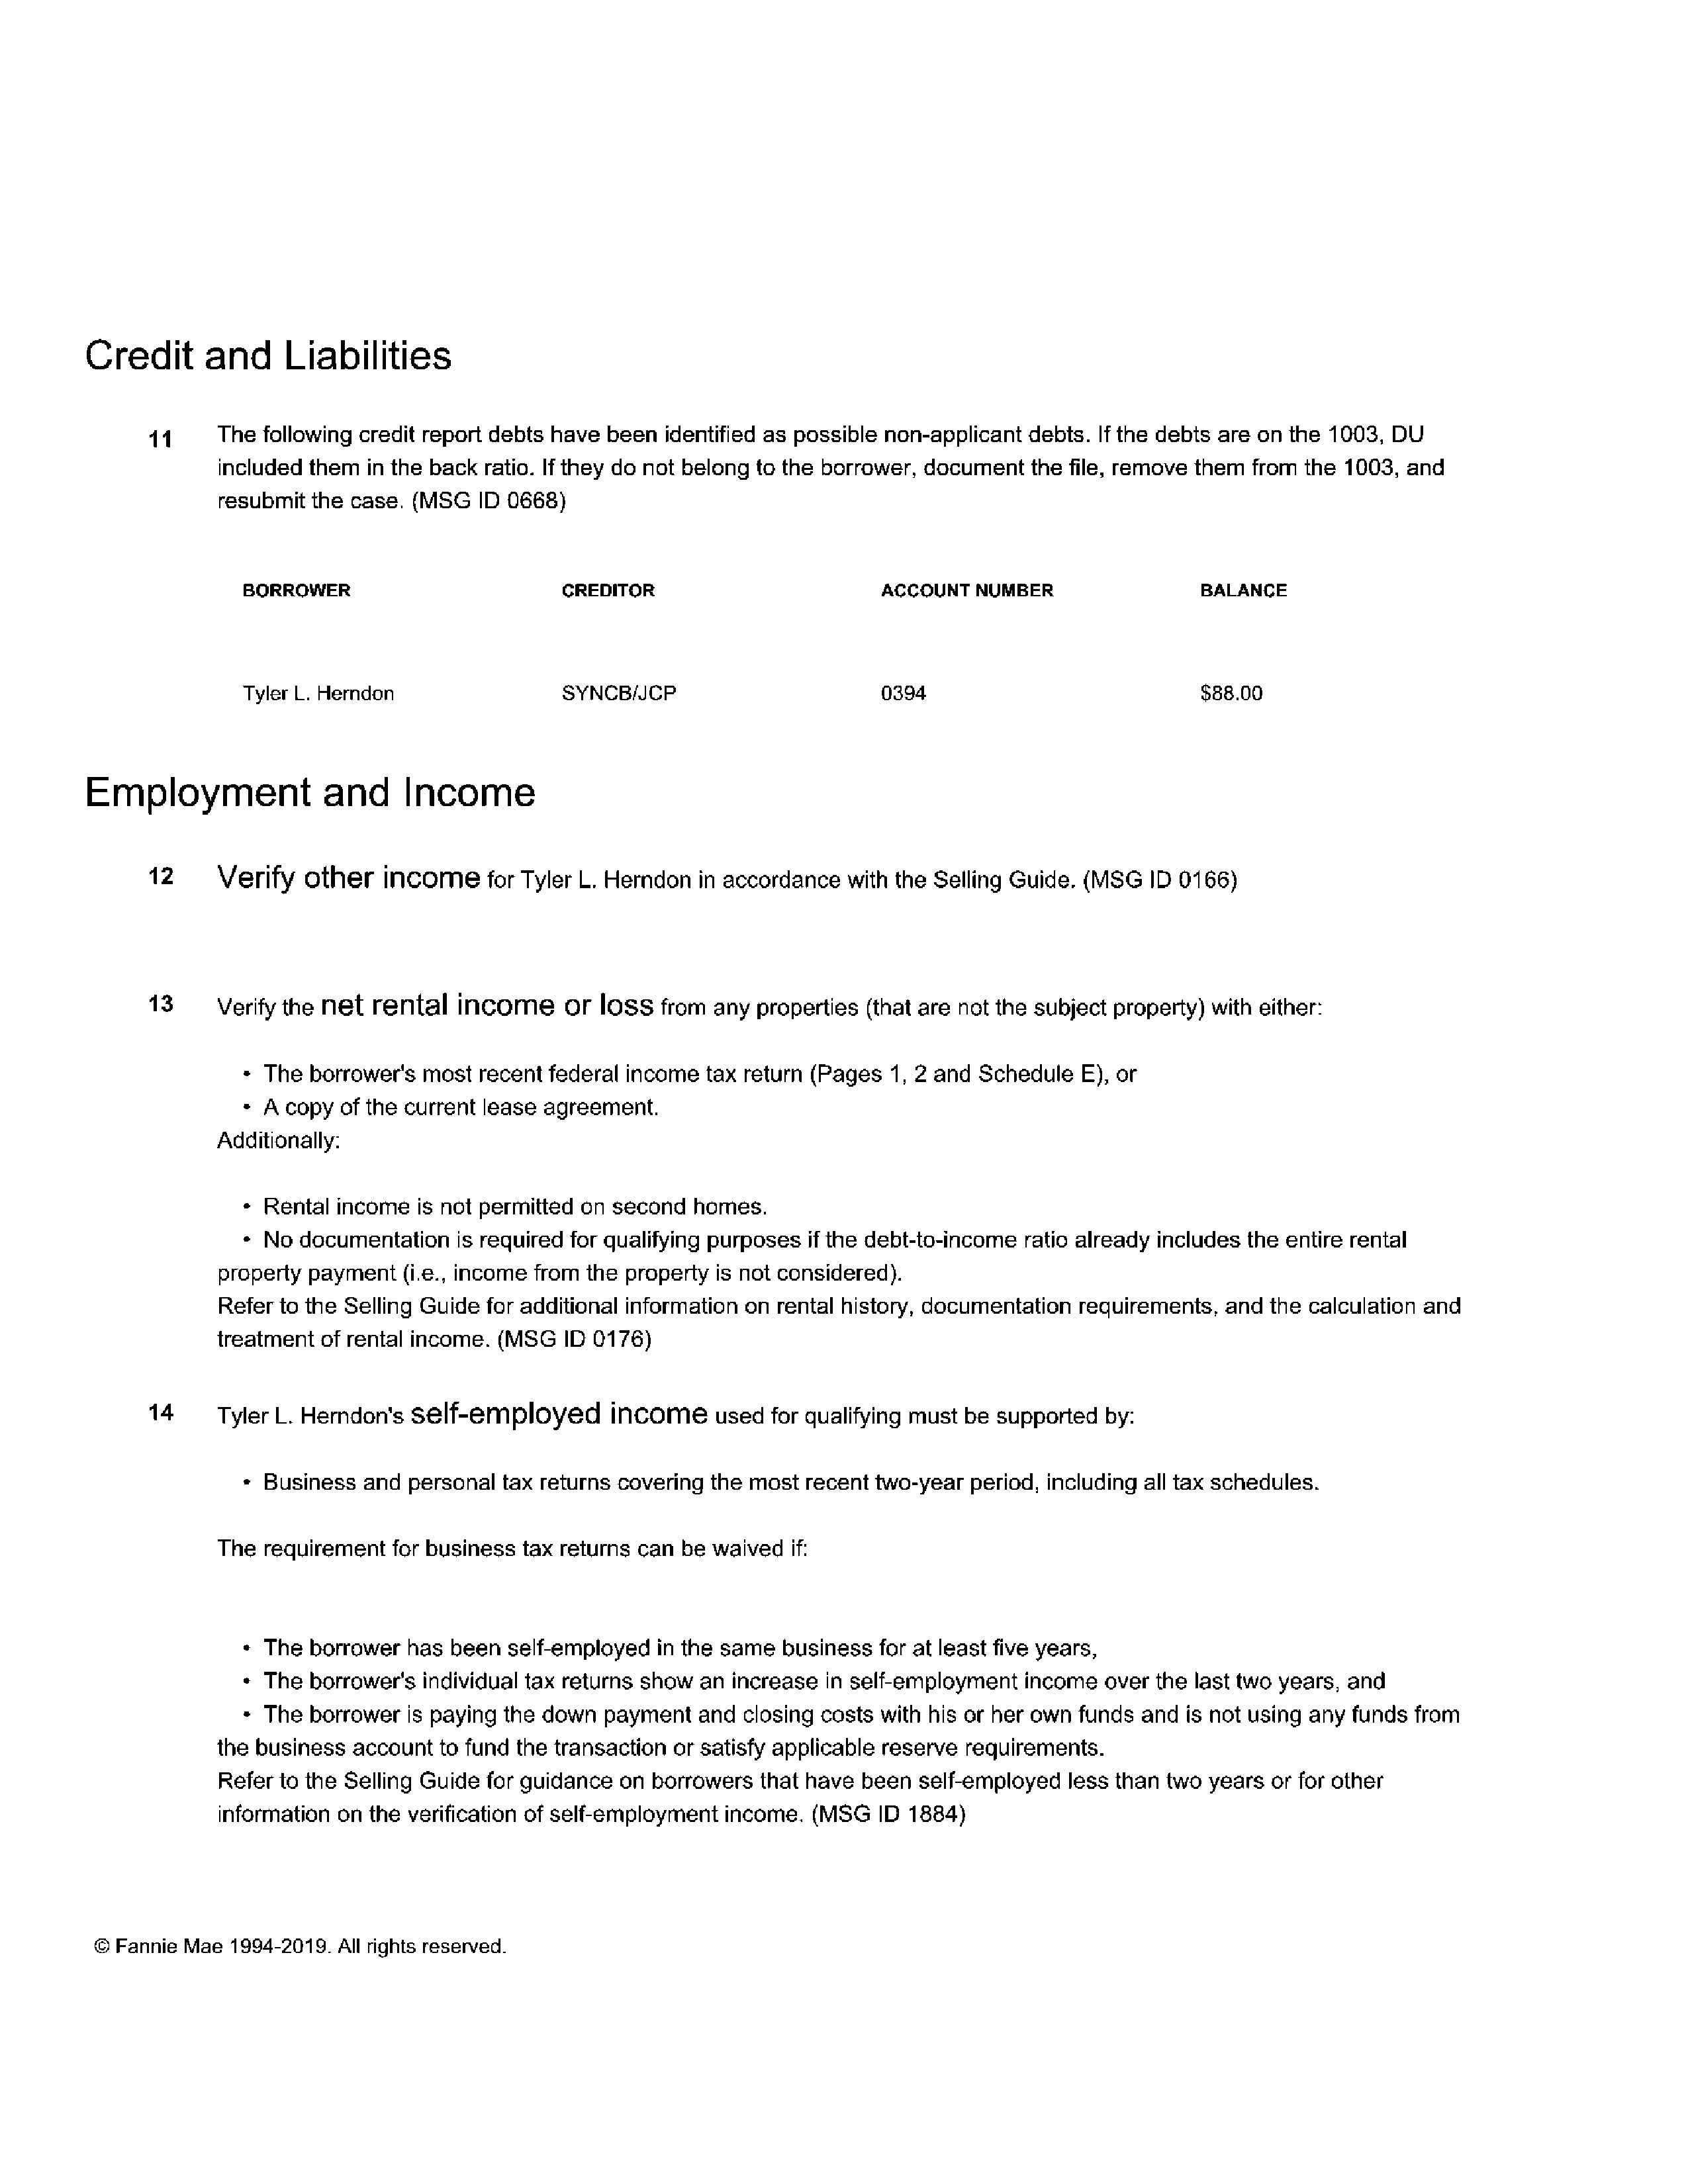 Credit and Liabilities
11 The following credit report debts have been identified as possible non-applicant debts. If the debts are on the 1003, DU
included them in the back ratio. If they do not belong to the borrower, document the file, remove them from the 1003, and
resubmit the case. (MSG ID 0668)
BORROWER CREDITOR ACCOUNT NUMBER BALANCE
Tyler L. Herndon SYNCB/JCP 0394 $88.00
Employment and Income
12 Verify other income for Tyler L. Herndon in accordance with the Selling Guide. (MSG ID 0166)
13 Verify the net rental income or loss from any properties (that are not the subject property) with either:
• The borrower's most recent federal income tax return (Pages 1, 2 and Schedule E), or
• A copy of the current lease agreement.
Additionally:
• Rental income is not permitted on second homes.
• No documentation is required for qualifying purposes if the debt-to-income ratio already includes the entire rental
property payment (i.e., income from the property is not considered).
Refer to the Selling Guide for additional information on rental history, documentation requirements, and the calculation and
treatment of rental income. (MSG ID 0176)
14 Tyler L. Herndon's self-employed income used for qualifying must be supported by:
• Business and personal tax returns covering the most recent two-year period, including all tax schedules.
The requirement for business tax returns can be waived if:
• The borrower has been self-employed in the same business for at least five years,
• The borrower's individual tax returns show an increase in self-employment income over the last two years, and
• The borrower is paying the down payment and closing costs with his or her own funds and is not using any funds from
the business account to fund the transaction or satisfy applicable reserve requirements.
Refer to the Selling Guide for guidance on borrowers that have been self-employed less than two years or for other
information on the verification of self-employment income. (MSG ID 1884)
© Fannie Mae 1994-2019. All rights reserved.